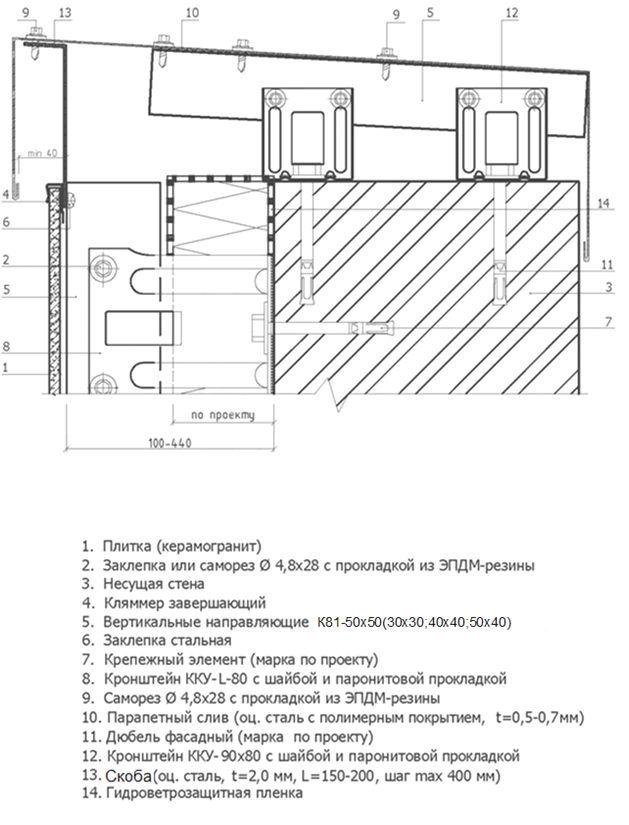 9 13 10 9 5 12
min 40
4
6
2
5
8
1
14
11
3
7
по проекту
100-440
1. Плитка (керамогранит)
2. Заклепка или саморез Ø 4,8x28 с прокладкой из ЭПДМ-резины
3. Несущая стена
4. Кляммер завершающий
5. Вертикальные направляющие К81-50x50(30x30;40x40;50x40)
6. Заклепка стальная
7. Крепежный элемент (марка по проекту)
8. Кронштейн ККУ-L-80 с шайбой и паронитовой прокладкой
9. Саморез Ø 4,8x28 с прокладкой из ЭПДМ-резины
10. Парапетный слив (оц. сталь с полимерным покрытием, t=0,5-0,7мм)
11. Дюбель фасадный (марка по проекту)
12. Кронштейн ККУ-90x80 с шайбой и паронитовой прокладкой
13. Скоба(оц. сталь, t=2,0 мм, L=150-200, шаг max 400 мм)
14. Гидроветрозащитная пленка